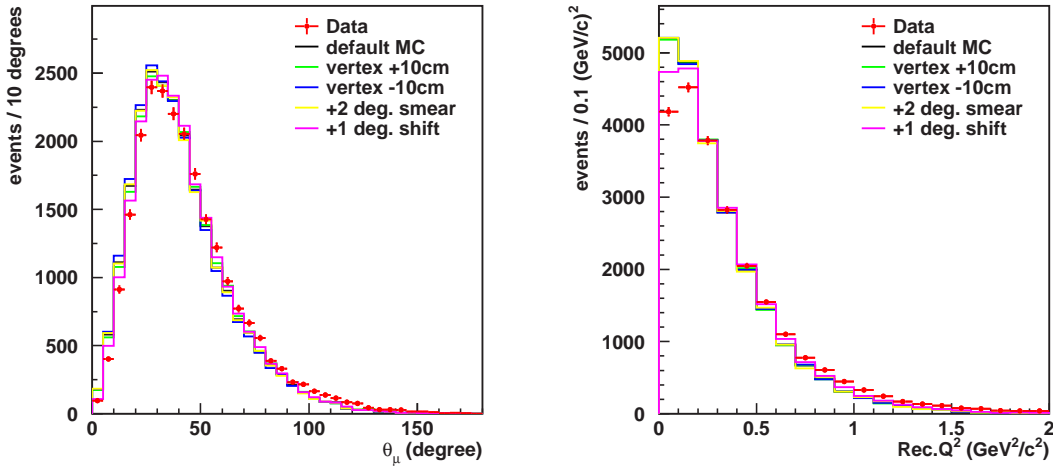 events / 10 degrees
2500
2000
1500
1000
500
0
0
50
100
150
θμ (degree)
Data
default MC
vertex +10cm
vertex -10cm
+2 deg. smear
+1 deg. shift
events / 0.1 (GeV/c)²
5000
4000
3000
2000
1000
0
0
0.5
1
1.5
2
Rec.Q² (GeV²/c²)
Data
default MC
vertex +10cm
vertex -10cm
+2 deg. smear
+1 deg. shift